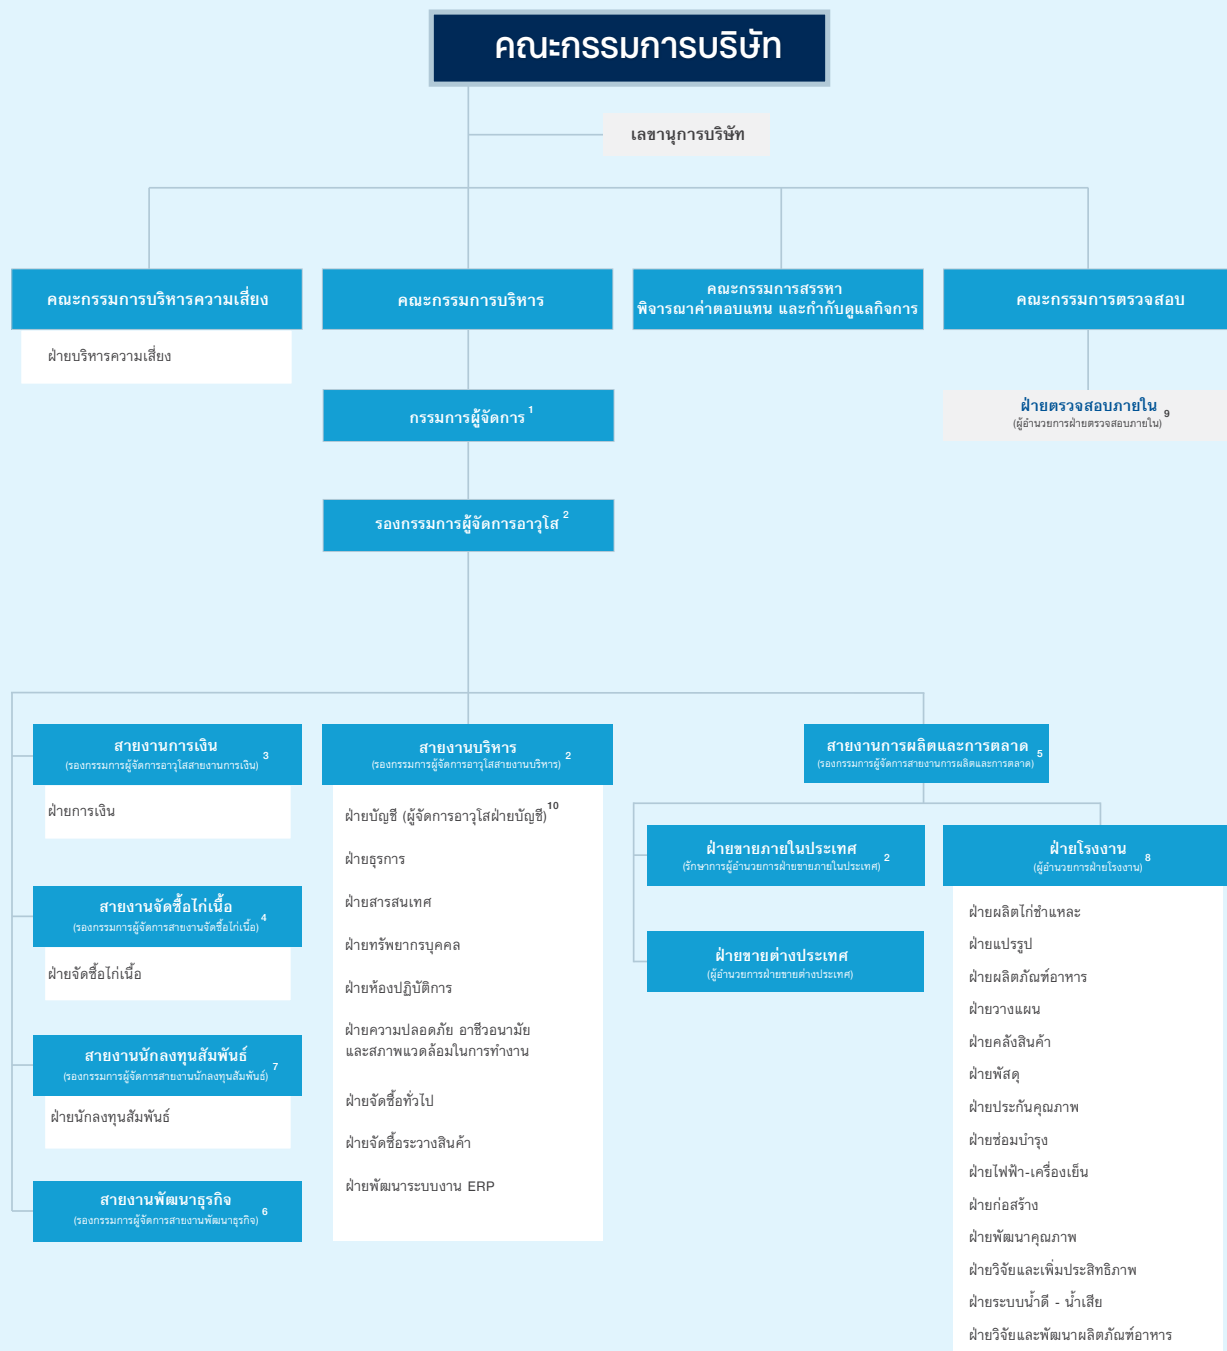 คณะกรรมการบริษัท
เลขานุการบริษัท
คณะกรรมการบริหารความเสี่ยง
ฝ่ายบริหารความเสี่ยง
คณะกรรมการบริหาร
คณะกรรมการสรรหา
พิจารณาค่าตอบแทน และกำกับดูแลกิจการ
คณะกรรมการตรวจสอบ
กรรมการผู้จัดการ 1
ฝ่ายตรวจสอบภายใน 9
(ผู้อำนวยการฝ่ายตรวจสอบภายใน)
รองกรรมการผู้จัดการอาวุโส 2
สายงานการเงิน 3
(รองกรรมการผู้จัดการอาวุโสสายงานการเงิน)
ฝ่ายการเงิน
สายงานจัดซื้อไก่เนื้อ 4
(รองกรรมการผู้จัดการสายงานจัดซื้อไก่เนื้อ)
ฝ่ายจัดซื้อไก่เนื้อ
สายงานนักลงทุนสัมพันธ์ 7
(รองกรรมการผู้จัดการสายงานนักลงทุนสัมพันธ์)
ฝ่ายนักลงทุนสัมพันธ์
สายงานพัฒนาธุรกิจ 6
(รองกรรมการผู้จัดการสายงานพัฒนาธุรกิจ)
สายงานบริหาร 2
(รองกรรมการผู้จัดการอาวุโสสายงานบริหาร)
ฝ่ายบัญชี (ผู้จัดการอาวุโสฝ่ายบัญชี) 10
ฝ่ายธุรการ
ฝ่ายสารสนเทศ
ฝ่ายทรัพยากรบุคคล
ฝ่ายห้องปฏิบัติการ
ฝ่ายความปลอดภัย อาชีวอนามัย
และสภาพแวดล้อมในการทำงาน
ฝ่ายจัดซื้อทั่วไป
ฝ่ายจัดซื้อระวางสินค้า
ฝ่ายพัฒนาระบบงาน ERP
สายงานการผลิตและการตลาด 5
(รองกรรมการผู้จัดการสายงานการผลิตและการตลาด)
ฝ่ายขายภายในประเทศ 2
(รักษาการผู้อำนวยการฝ่ายขายภายในประเทศ)
ฝ่ายขายต่างประเทศ
(ผู้อำนวยการฝ่ายขายต่างประเทศ)
ฝ่ายโรงงาน 8
(ผู้อำนวยการฝ่ายโรงงาน)
ฝ่ายผลิตไก่ชำแหละ
ฝ่ายแปรรูป
ฝ่ายผลิตภัณฑ์อาหาร
ฝ่ายวางแผน
ฝ่ายคลังสินค้า
ฝ่ายพัสดุ
ฝ่ายประกันคุณภาพ
ฝ่ายซ่อมบำรุง
ฝ่ายไฟฟ้า-เครื่องเย็น
ฝ่ายก่อสร้าง
ฝ่ายพัฒนาคุณภาพ
ฝ่ายวิจัยและเพิ่มประสิทธิภาพ
ฝ่ายระบบน้ำดี - น้ำเสีย
ฝ่ายวิจัยและพัฒนาผลิตภัณฑ์อาหาร